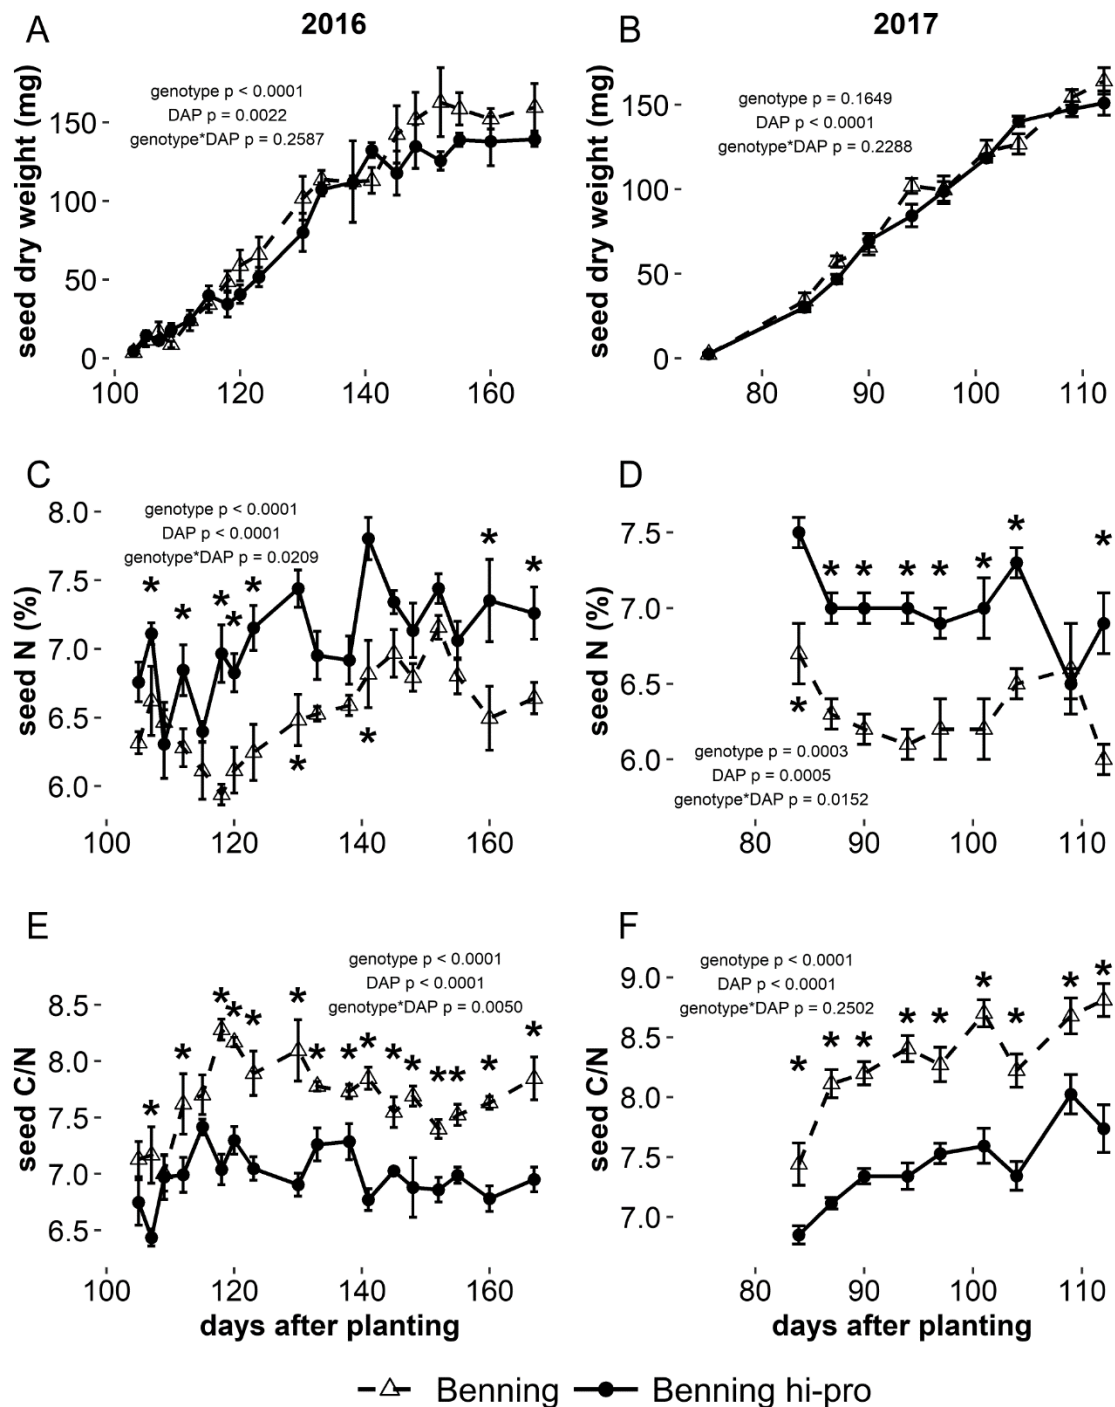 A
2016
B
2017
seed dry weight (mg)
genotype p < 0.0001
DAP p = 0.0022
genotype*DAP p = 0.2587
150
100
50
0
100
120
140
160
seed dry weight (mg)
genotype p = 0.1649
DAP p < 0.0001
genotype*DAP p = 0.2288
150
100
50
0
80
90
100
110
C
seed N (%)
genotype p < 0.0001
DAP p < 0.0001
genotype*DAP p = 0.0209
8.0
7.5
7.0
6.5
6.0
* * * * * * * * *
100
120
140
160
D
seed N (%)
7.5
7.0
6.5
6.0
* * * * * * * *
genotype p = 0.0003
DAP p = 0.0005
genotype*DAP p = 0.0152
80
90
100
110
E
seed C/N
genotype p < 0.0001
DAP p < 0.0001
genotype*DAP p = 0.0050
8.5
8.0
7.5
7.0
6.5
* * * * * * * * * * * * * * *
100
120
140
160
days after planting
F
seed C/N
genotype p < 0.0001
DAP p < 0.0001
genotype*DAP p = 0.2502
9.0
8.5
8.0
7.5
7.0
* * * * * * * * *
80
90
100
110
days after planting
Benning
Benning hi-pro